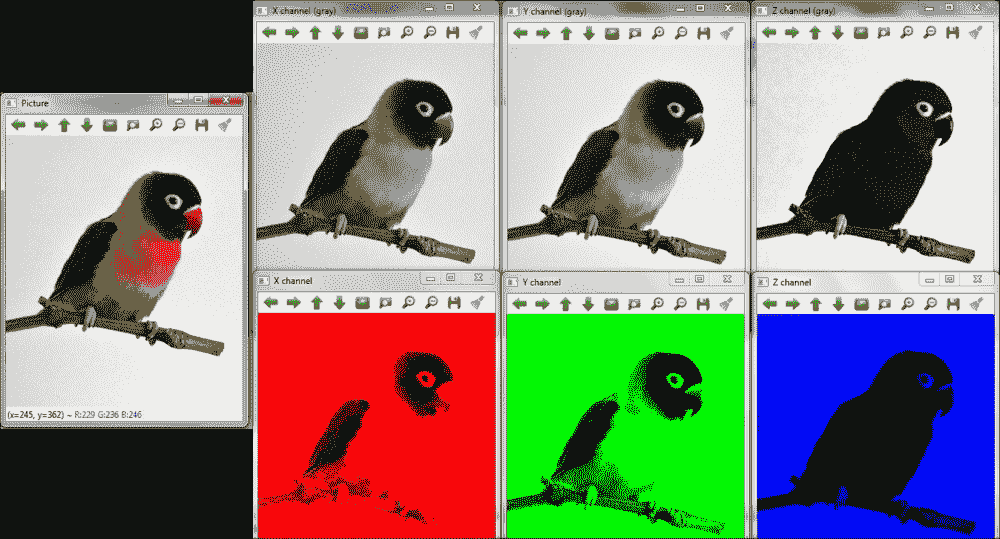 X channel (gray)
Y channel (gray)
Z channel (gray)
Picture
(x=245, y=362) ~ R:229 G:236 B:246
X channel
Y channel
Z channel